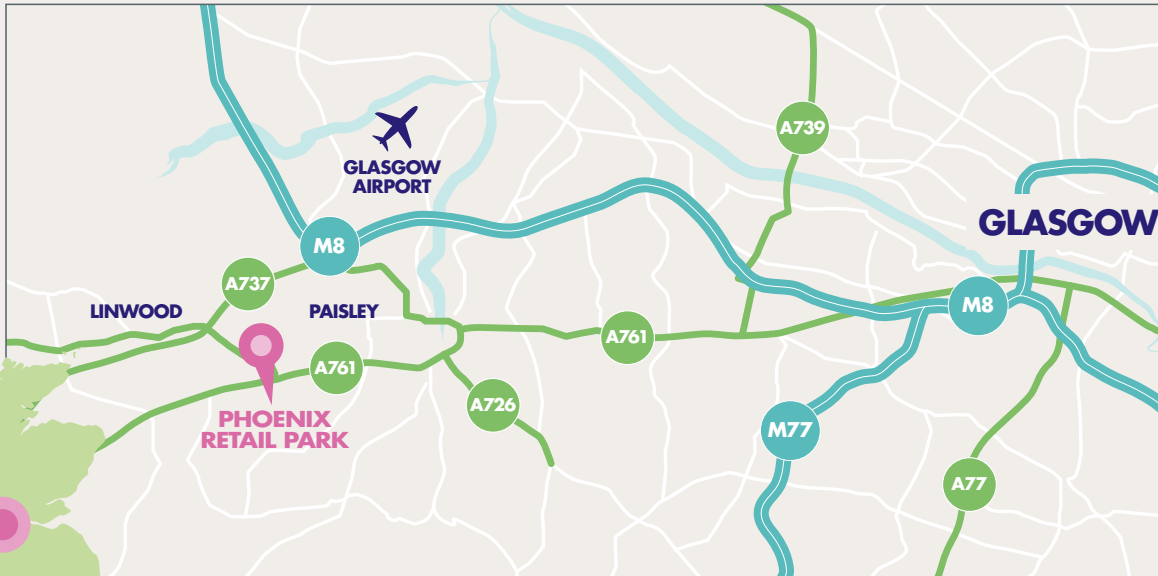 A739
GLASGOW
AIRPORT
GLASGOW
M8
A737
LINWOOD
PAISLEY
M8
A761
A761
PHOENIX
RETAIL PARK
A726
M77
A77